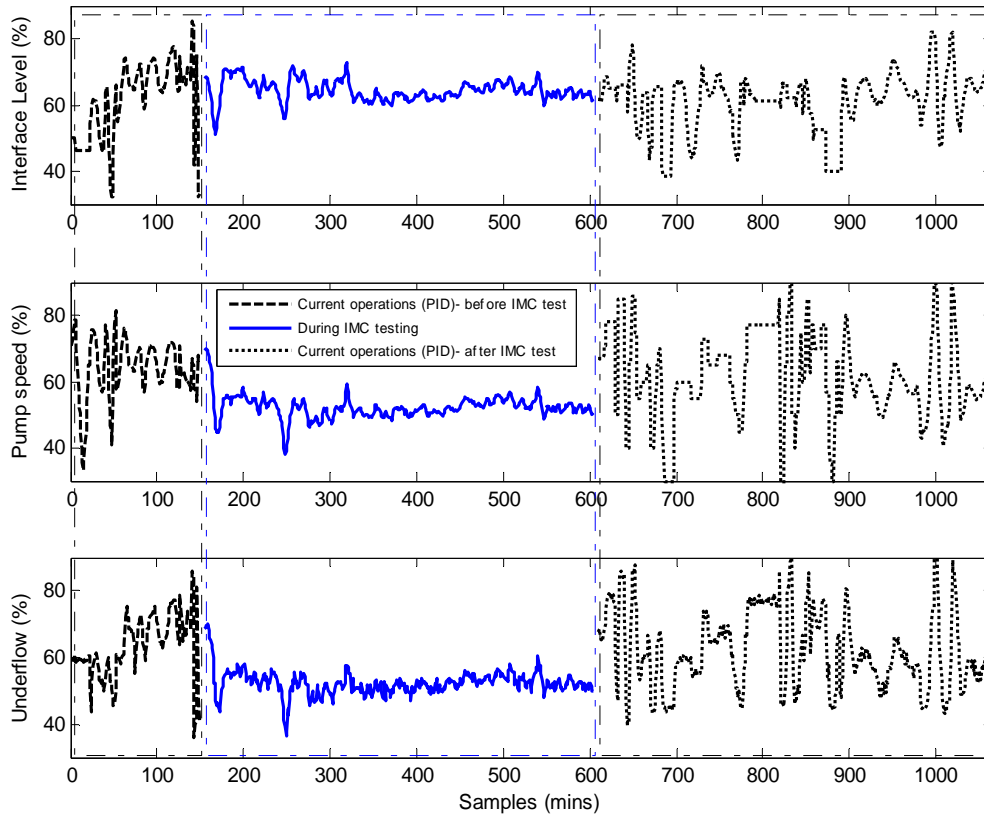 80
60
40
Interface Level (%)
0 100 200 300 400 500 600 700 800 900 1000
80
60
40
Pump speed (%)
Current operations (PID)- before IMC test
During IMC testing
Current operations (PID)- after IMC test
0 100 200 300 400 500 600 700 800 900 1000
80
60
40
Underflow (%)
0 100 200 300 400 500 600 700 800 900 1000
Samples (mins)